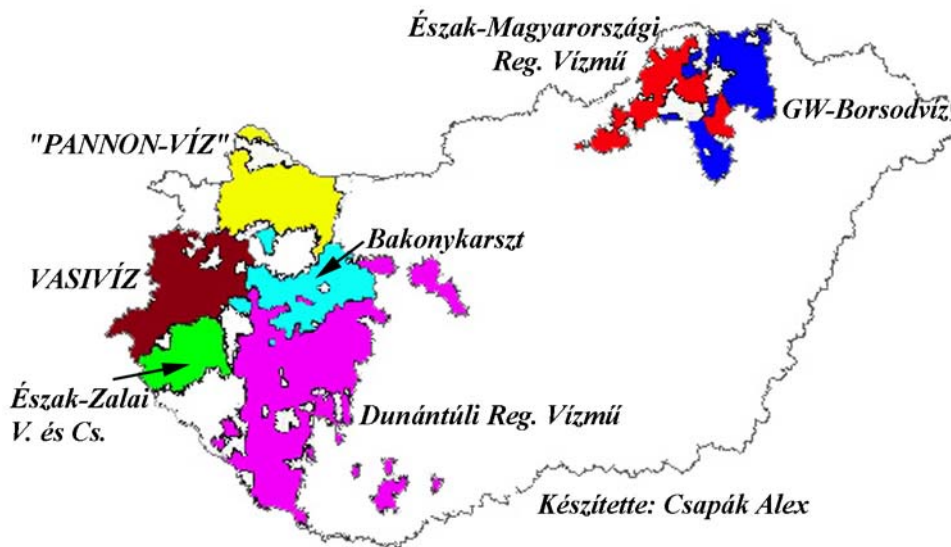 Észak-Magyarországi
Reg. Vízmű
GW-Borsodvíz
"PANNON-VÍZ"
Bakonykarszt
VASIVÍZ
Észak-Zalai
V. és Cs.
Dunántúli Reg. Vízmű
Készítette: Csapák Alex